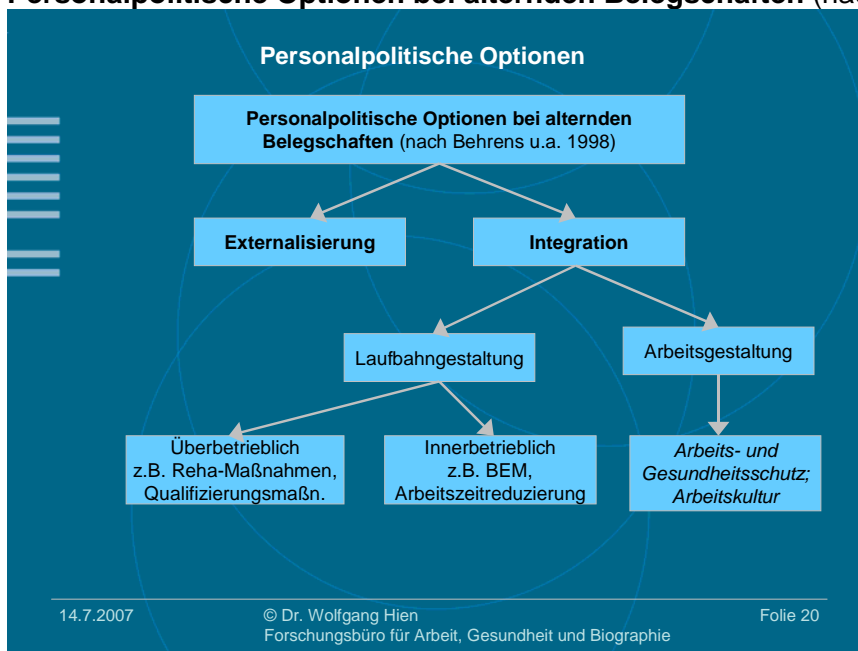 Personalpolitische Optionen bei alternden Belegschaften
Personalpolitische Optionen
Personalpolitische Optionen bei alternden
Belegschaften (nach Behrens u.a. 1998)
Externalisierung
Integration
Laufbahngestaltung
Arbeitsgestaltung
Überbetrieblich
z.B. Reha-Maßnahmen,
Qualifizierungsmaßn.
Innerbetrieblich
z.B. BEM,
Arbeitszeitreduzierung
Arbeits- und
Gesundheitsschutz;
Arbeitskultur
14.7.2007
© Dr. Wolfgang Hien
Forschungsbüro für Arbeit, Gesundheit und Biographie
Folie 20